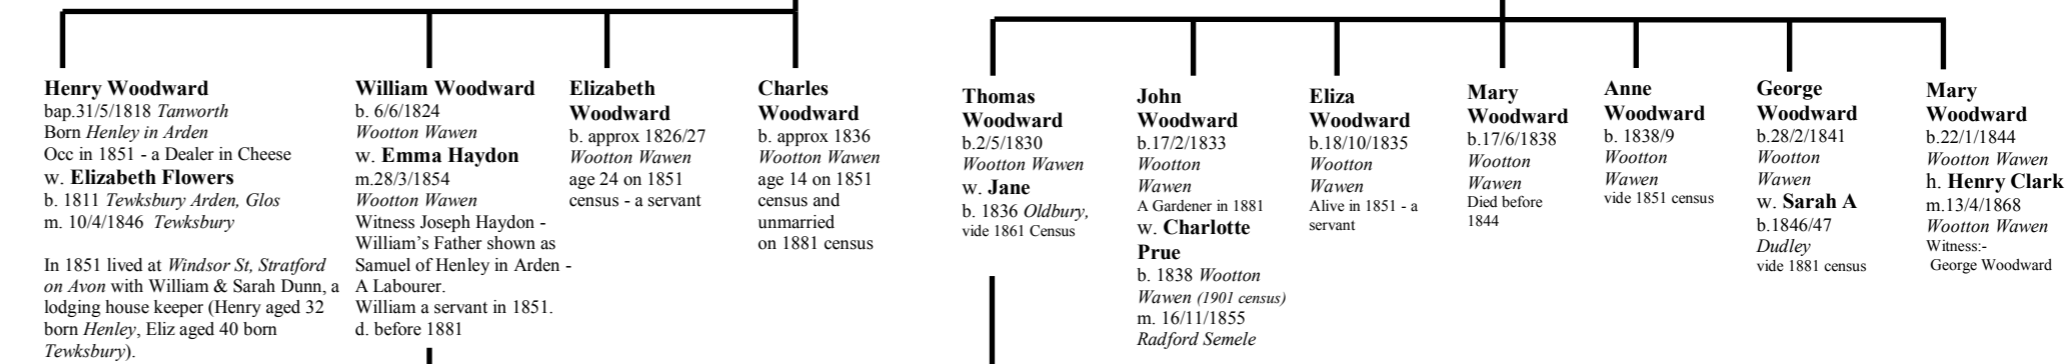 Henry Woodward
bap.31/5/1818 Tanworth
Born Henley in Arden
Occ in 1851 - a Dealer in Cheese
w. Elizabeth Flowers
b. 1811 Tewksbury Arden, Glos
m. 10/4/1846 Tewksbury
In 1851 lived at Windsor St, Stratford
on Avon with William & Sarah Dunn, a
lodging house keeper (Henry aged 32
born Henley, Eliz aged 40 born
Tewksbury).
William Woodward
b. 6/6/1824
Wootton Wawen
w. Emma Haydon
m.28/3/1854
Wootton Wawen
Witness Joseph Haydon -
William's Father shown as
Samuel of Henley in Arden -
A Labourer.
William a servant in 1851.
d. before 1881
Elizabeth
Woodward
b. approx 1826/27
Wootton Wawen
age 24 on 1851
census - a servant
Charles
Woodward
b. approx 1836
Wootton Wawen
age 14 on 1851
census and
unmarried
on 1881 census
Thomas
Woodward
b.2/5/1830
Wootton Wawen
w. Jane
b. 1836 Oldbury,
vide 1861 Census
John
Woodward
b.17/2/1833
Wootton
Wawen
A Gardener in 1881
w. Charlotte
Prue
b. 1838 Wootton
Wawen (1901 census)
m. 16/11/1855
Radford Semele
Eliza
Woodward
b.18/10/1835
Wootton
Wawen
Alive in 1851 - a
servant
Mary
Woodward
b.17/6/1838
Wootton
Wawen
Died before
1844
Anne
Woodward
b. 1838/9
Wootton
Wawen
vide 1851 census
George
Woodward
b.28/2/1841
Wootton
Wawen
w. Sarah A
b.1846/47
Dudley
vide 1881 census
Mary
Woodward
b.22/1/1844
Wootton Wawen
h. Henry Clark
m.13/4/1868
Wootton Wawen
Witness:-
George Woodward